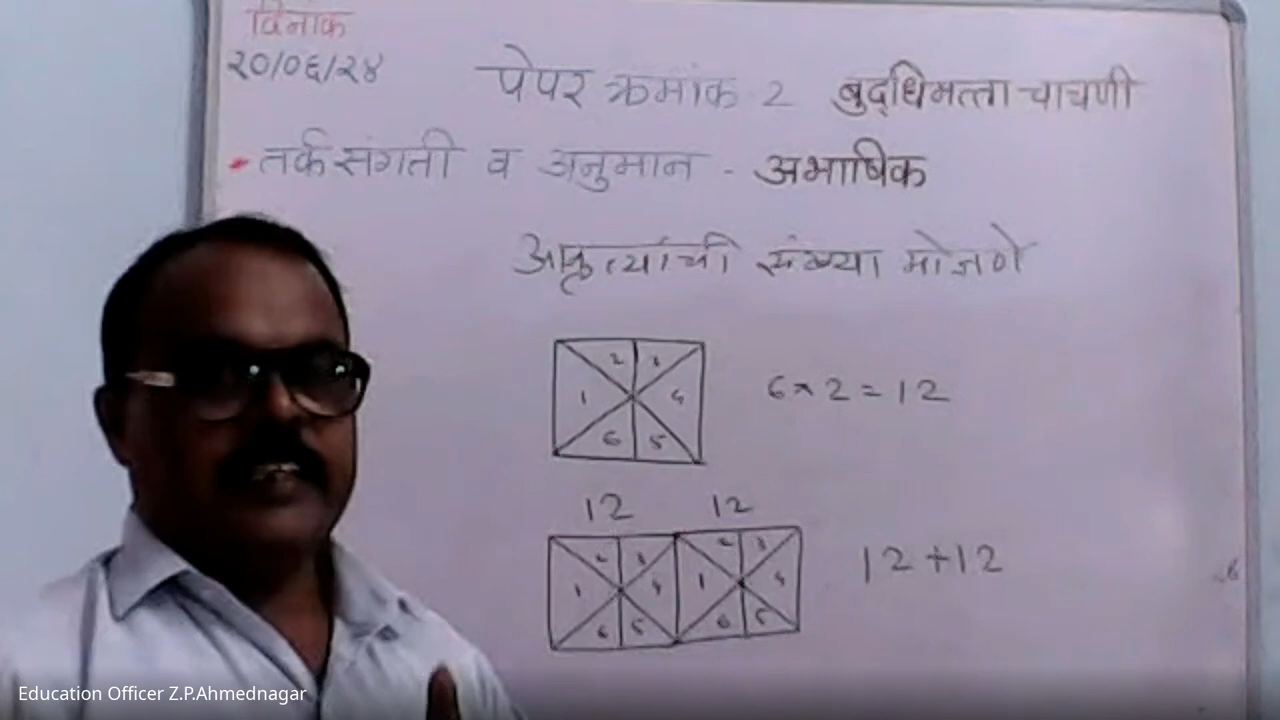 दिनांक
२०/०६/२४
पेपर क्रमांक-2 बुद्धिमत्ता चाचणी
• तर्कसंगती व अनुमान - अभाषिक
आकृत्यांची संख्या मोजणे
2 3
1 4
6 5
6 × 2 = 12
12 12
2 3 2 3
1 4 1 4
6 5 6 5
12 + 12
Education Officer Z.P.Ahmednagar